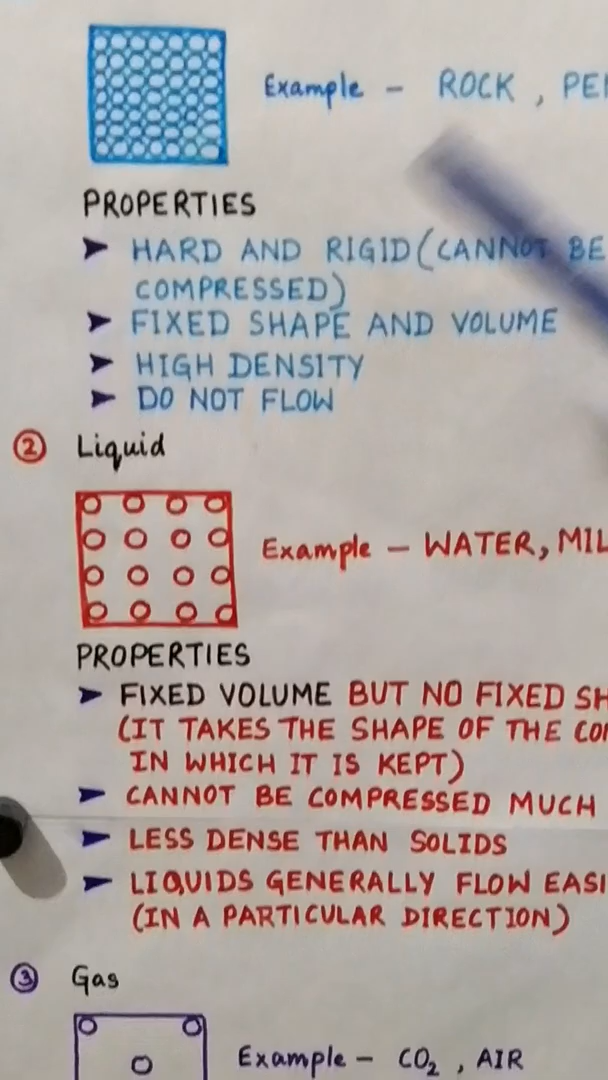 Example - ROCK ,
PROPERTIES
➤ HARD AND RIGID (CANNOT BE
COMPRESSED)
➤ FIXED SHAPE AND VOLUME
➤ HIGH DENSITY
➤ DO NOT FLOW
② Liquid
Example - WATER,
PROPERTIES
➤ FIXED VOLUME BUT NO FIXED
(IT TAKES THE SHAPE OF THE
IN WHICH IT IS KEPT)
➤ CANNOT BE COMPRESSED MUCH
➤ LESS DENSE THAN SOLIDS
➤ LIQUIDS GENERALLY FLOW
(IN A PARTICULAR DIRECTION)
③ Gas
Example - CO₂ , AIR